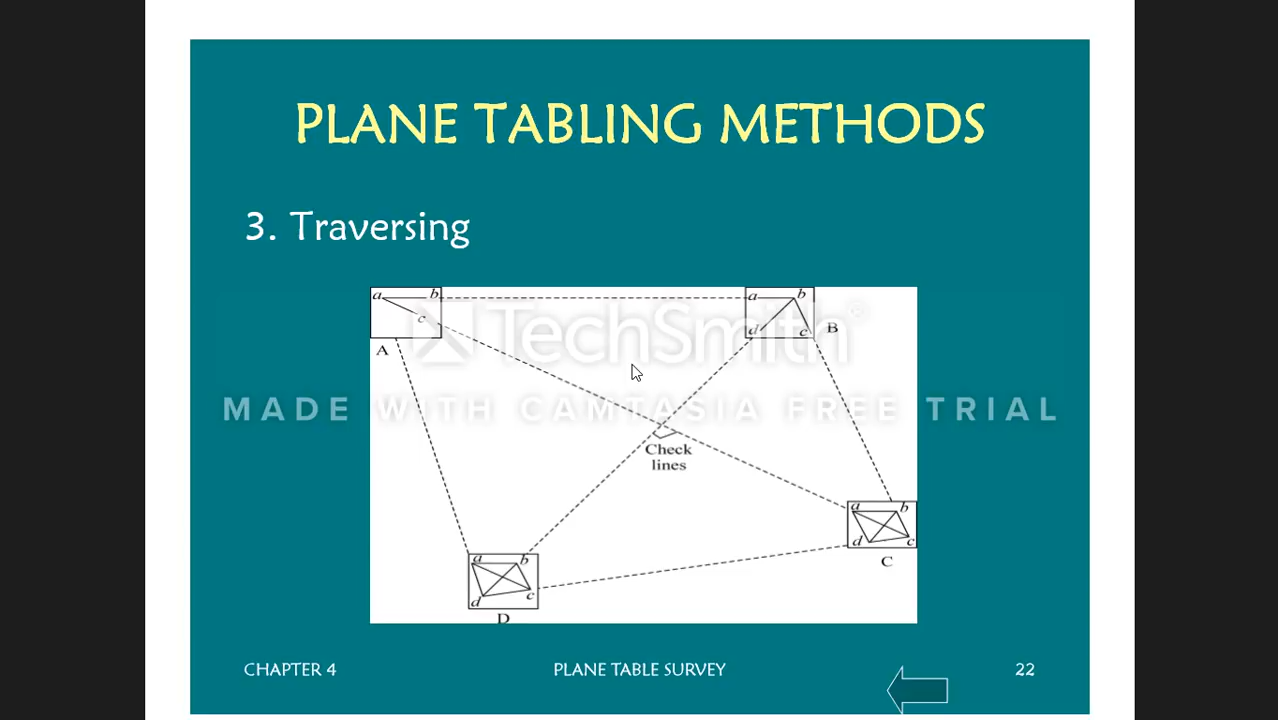 PLANE TABLING METHODS
3. Traversing
a b
c
A
a b
d c
B
TechSmith
©
MADE WITH CAMTASIA FREE TRIAL
Check
lines
a b
d c
C
a b
d c
D
CHAPTER 4 PLANE TABLE SURVEY 22